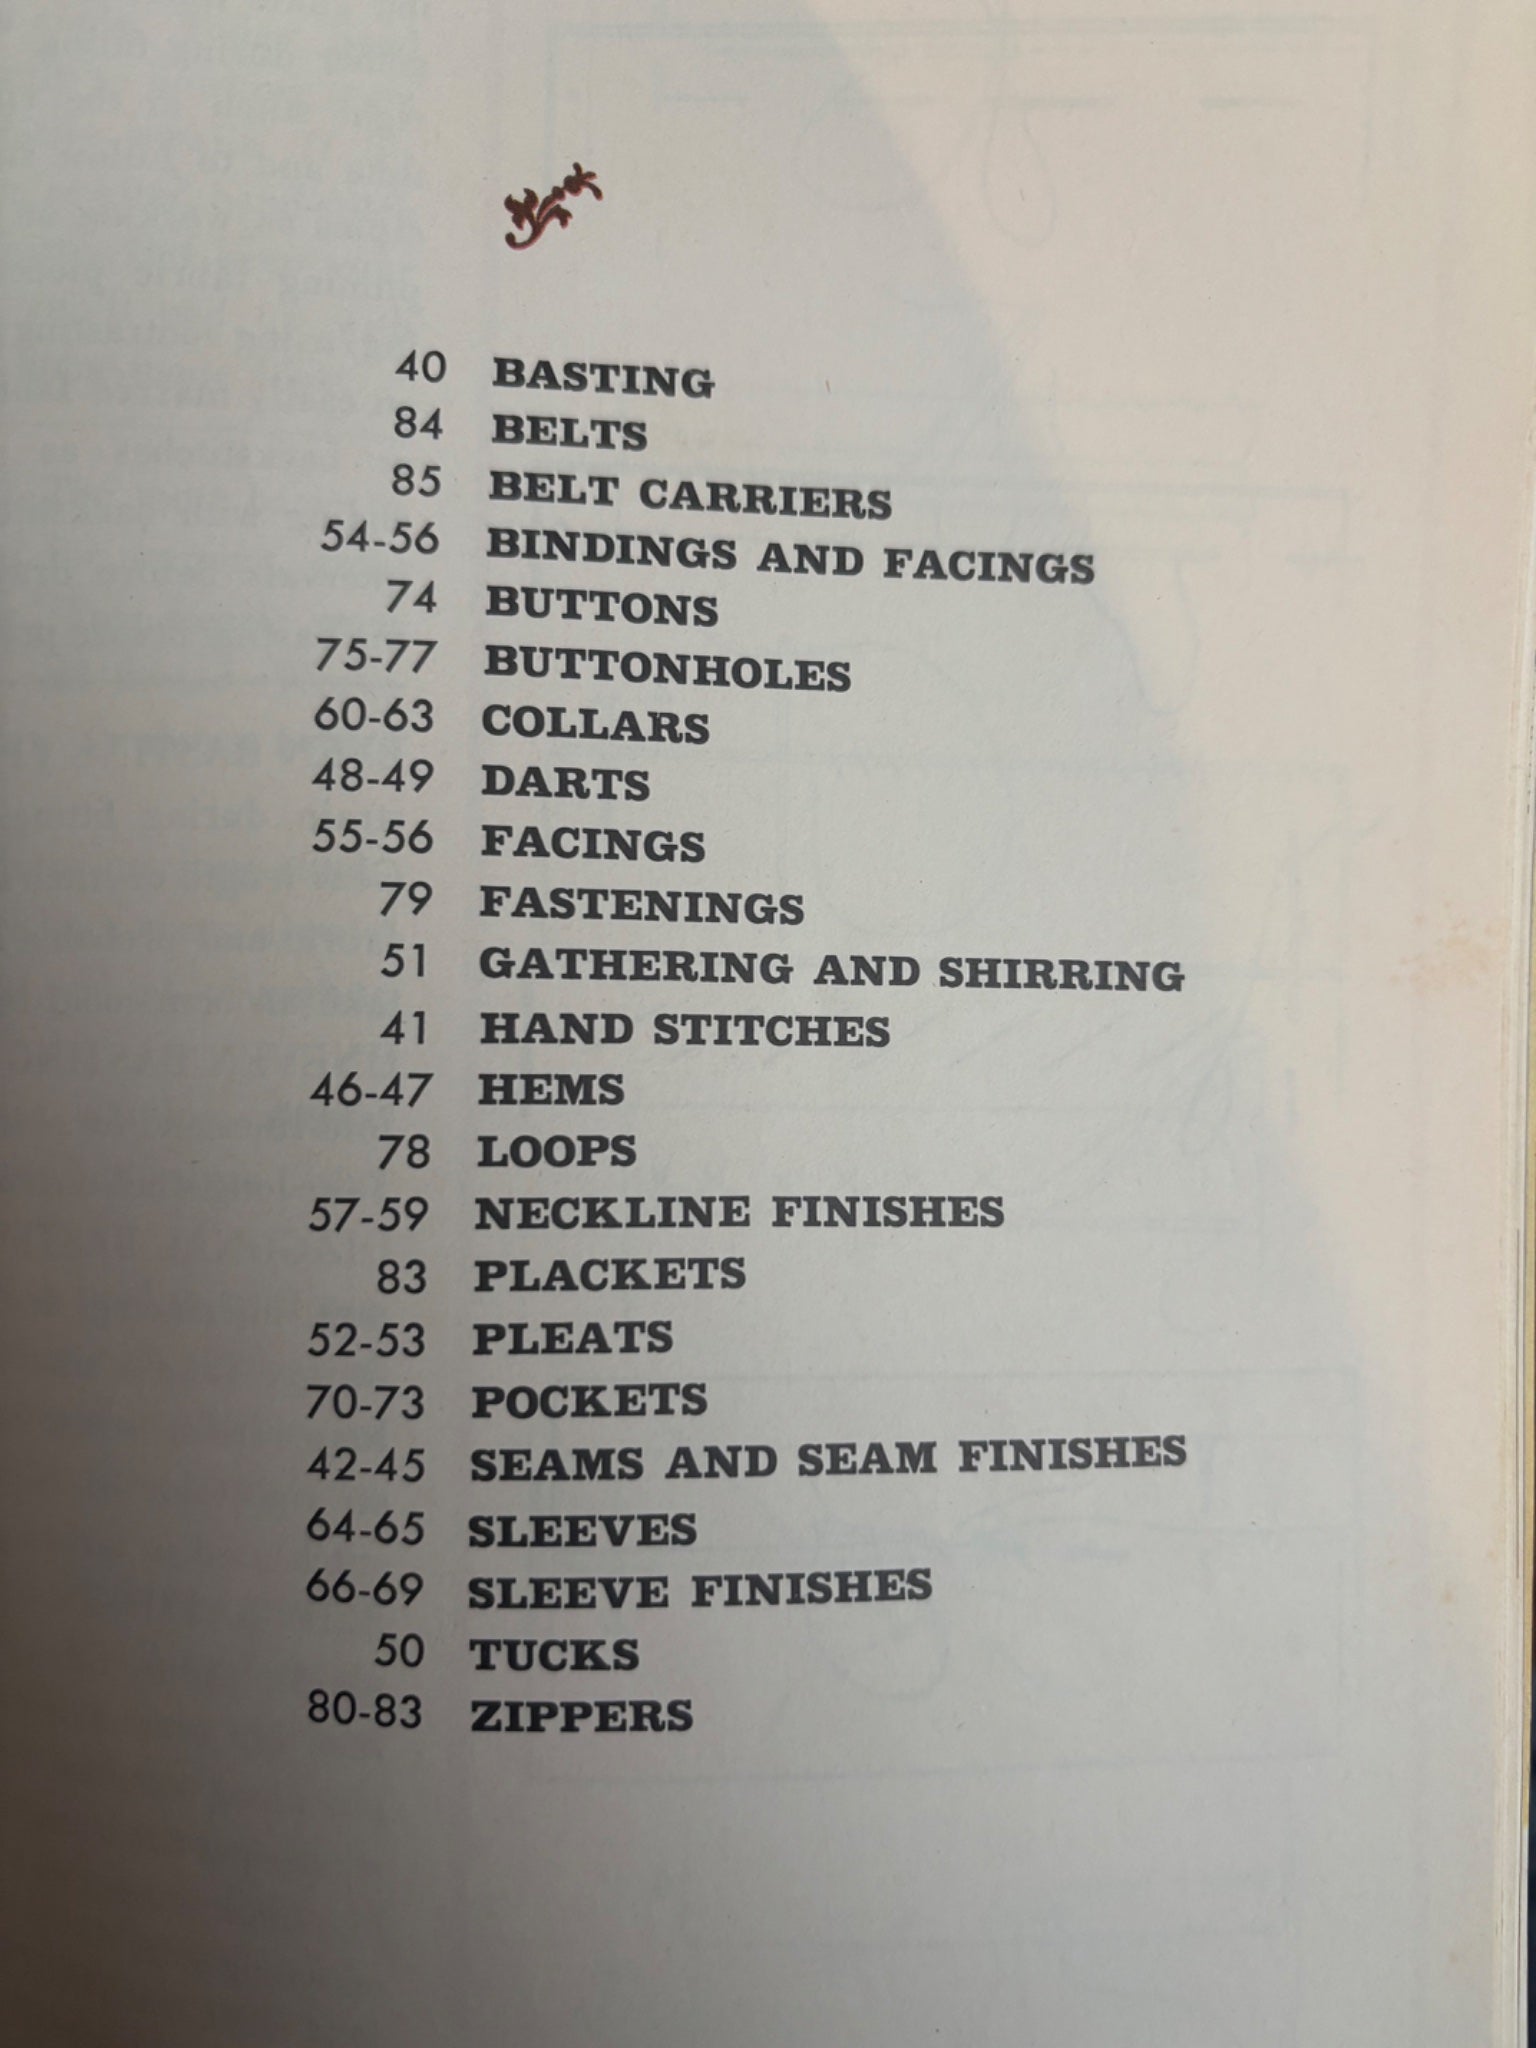 40 BASTING
84 BELTS
85 BELT CARRIERS
54-56 BINDINGS AND FACINGS
74 BUTTONS
75-77 BUTTONHOLES
60-63 COLLARS
48-49 DARTS
55-56 FACINGS
79 FASTENINGS
51 GATHERING AND SHIRRING
41 HAND STITCHES
46-47 HEMS
78 LOOPS
57-59 NECKLINE FINISHES
83 PLACKETS
52-53 PLEATS
70-73 POCKETS
42-45 SEAMS AND SEAM FINISHES
64-65 SLEEVES
66-69 SLEEVE FINISHES
50 TUCKS
80-83 ZIPPERS